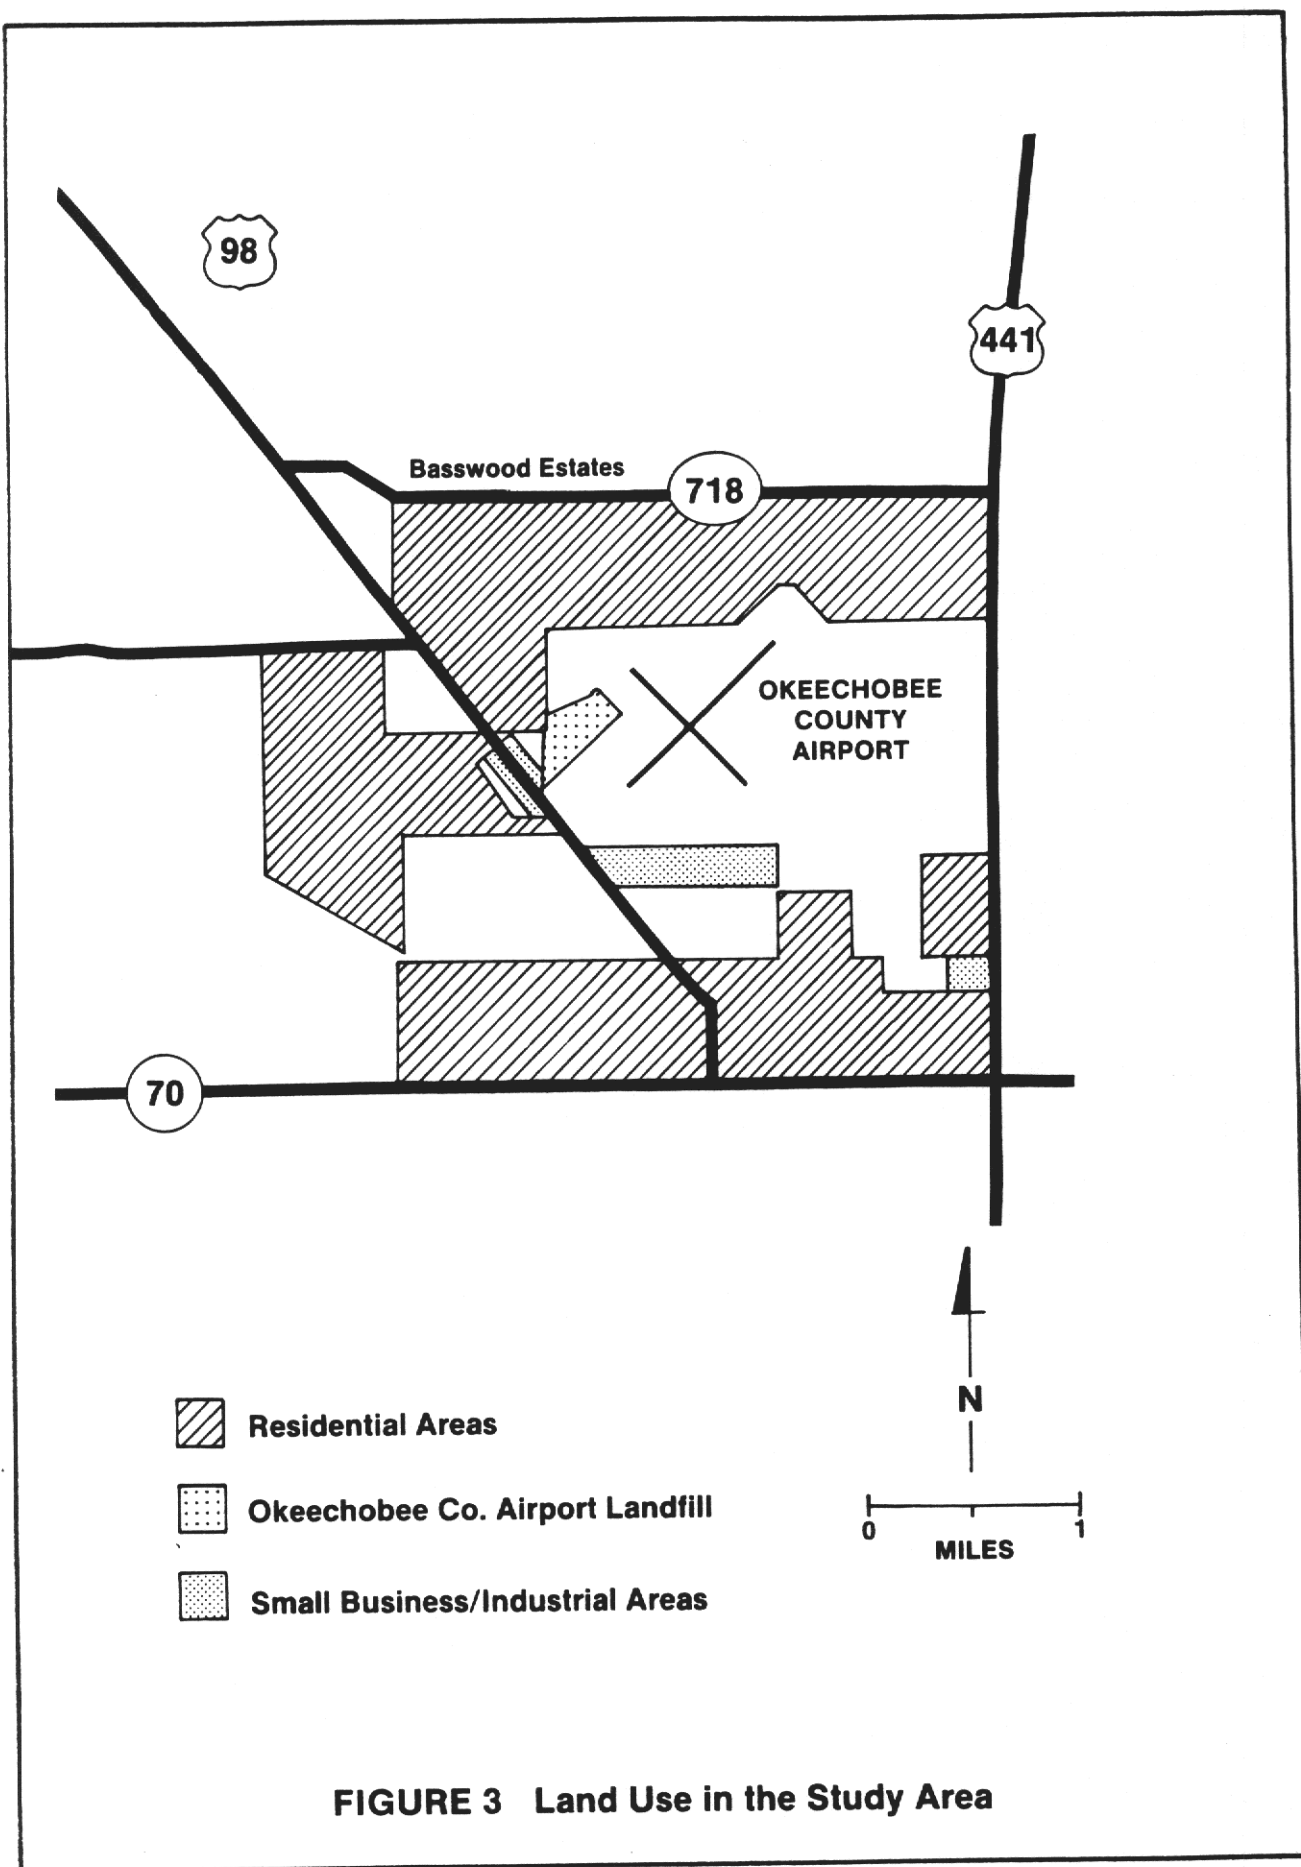 98
441
Basswood Estates
718
OKEECHOBEE
COUNTY
AIRPORT
70
N
Residential Areas
Okeechobee Co. Airport Landfill
Small Business/Industrial Areas
0 1
MILES
FIGURE 3 Land Use in the Study Area